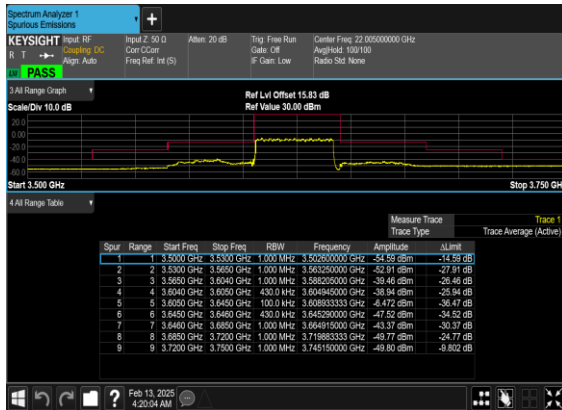 Spectrum Analyzer 1
Spurious Emissions
+
KEYSIGHT Input: RF Input Z: 50 Ω Atten: 20 dB Trig: Free Run Center Freq: 22.005000000 GHz
R T Coupling: DC Corr CCorr Gate: Off Avg|Hold: 100/100
Align: Auto Freq Ref: Int (S) IF Gain: Low Radio Std: None
PASS
3 All Range Graph
Ref Lvl Offset 15.83 dB
Scale/Div 10.0 dB Ref Value 30.00 dBm
20.0
0.00
-20.0
-40.0
-60.0
Start 3.500 GHz Stop 3.750 GH
4 All Range Table
Measure Trace Trace 1
Trace Type Trace Average (Active)
Spur Range Start Freq Stop Freq RBW Frequency Amplitude ΔLimit
1 1 3.5000 GHz 3.5300 GHz 1.000 MHz 3.502600000 GHz -54.59 dBm -14.59 dB
2 2 3.5300 GHz 3.5650 GHz 1.000 MHz 3.563250000 GHz -52.91 dBm -27.91 dB
3 3 3.5650 GHz 3.6040 GHz 1.000 MHz 3.588205000 GHz -39.46 dBm -26.46 dB
4 4 3.6040 GHz 3.6050 GHz 430.0 kHz 3.604945000 GHz -38.94 dBm -25.94 dB
5 5 3.6050 GHz 3.6450 GHz 100.0 kHz 3.608933333 GHz -6.472 dBm -36.47 dB
6 6 3.6450 GHz 3.6460 GHz 430.0 kHz 3.645290000 GHz -47.52 dBm -34.52 dB
7 7 3.6460 GHz 3.6850 GHz 1.000 MHz 3.664915000 GHz -43.37 dBm -30.37 dB
8 8 3.6850 GHz 3.7200 GHz 1.000 MHz 3.719883333 GHz -49.77 dBm -24.77 dB
9 9 3.7200 GHz 3.7500 GHz 1.000 MHz 3.745150000 GHz -49.80 dBm -9.802 dB
? Feb 13, 2025
4:20:04 AM